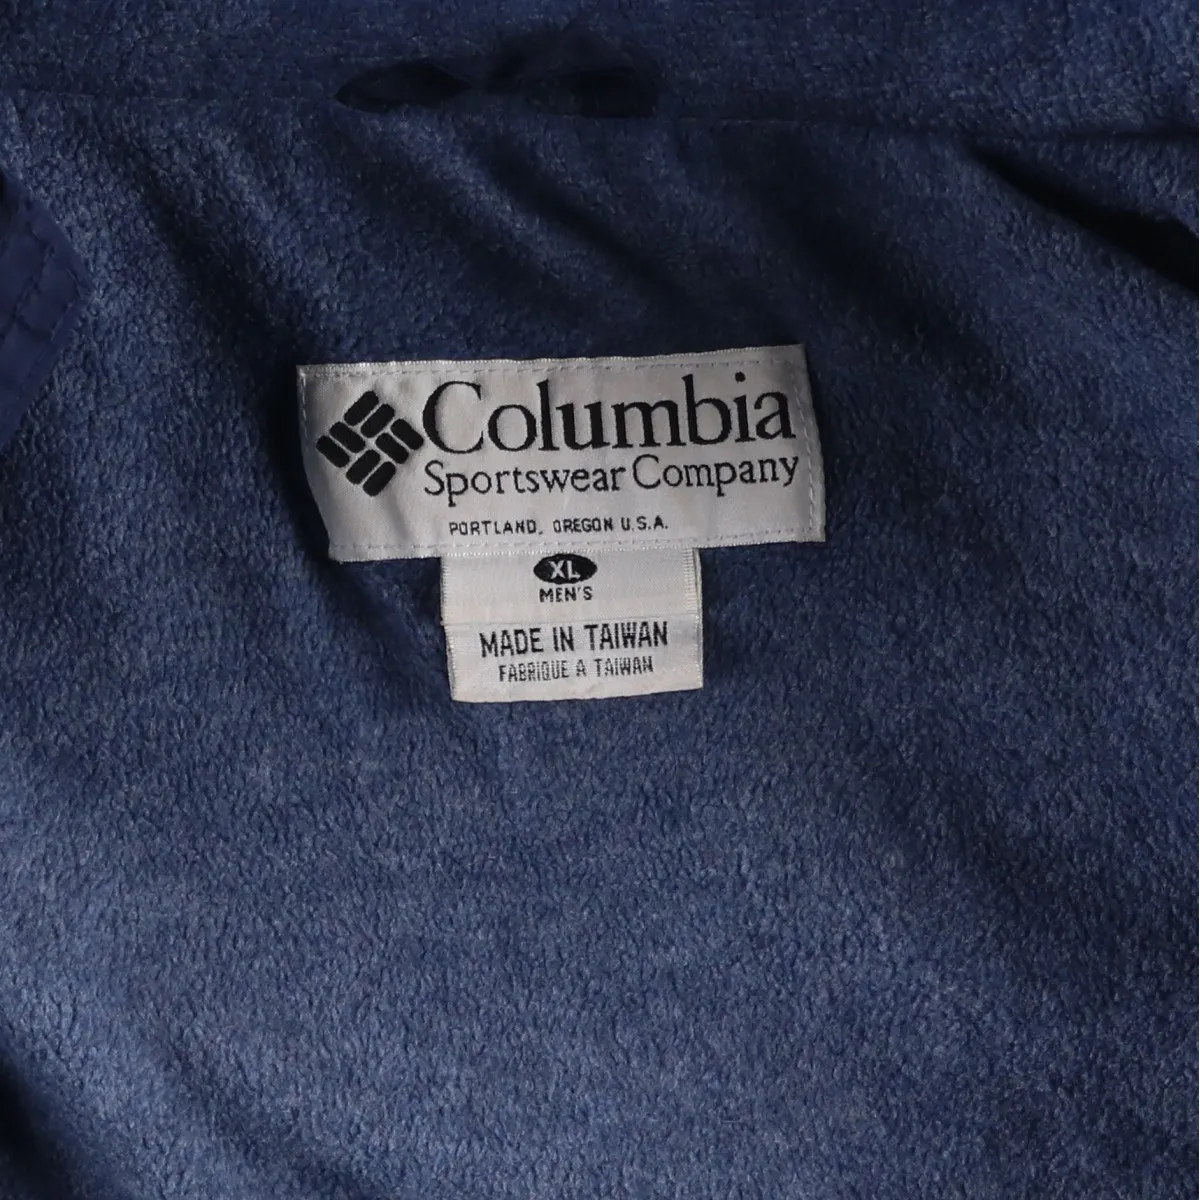 Columbia
Sportswear Company
PORTLAND, OREGON U.S.A.
XL
MEN'S
MADE IN TAIWAN
FABRIQUE A TAIWAN